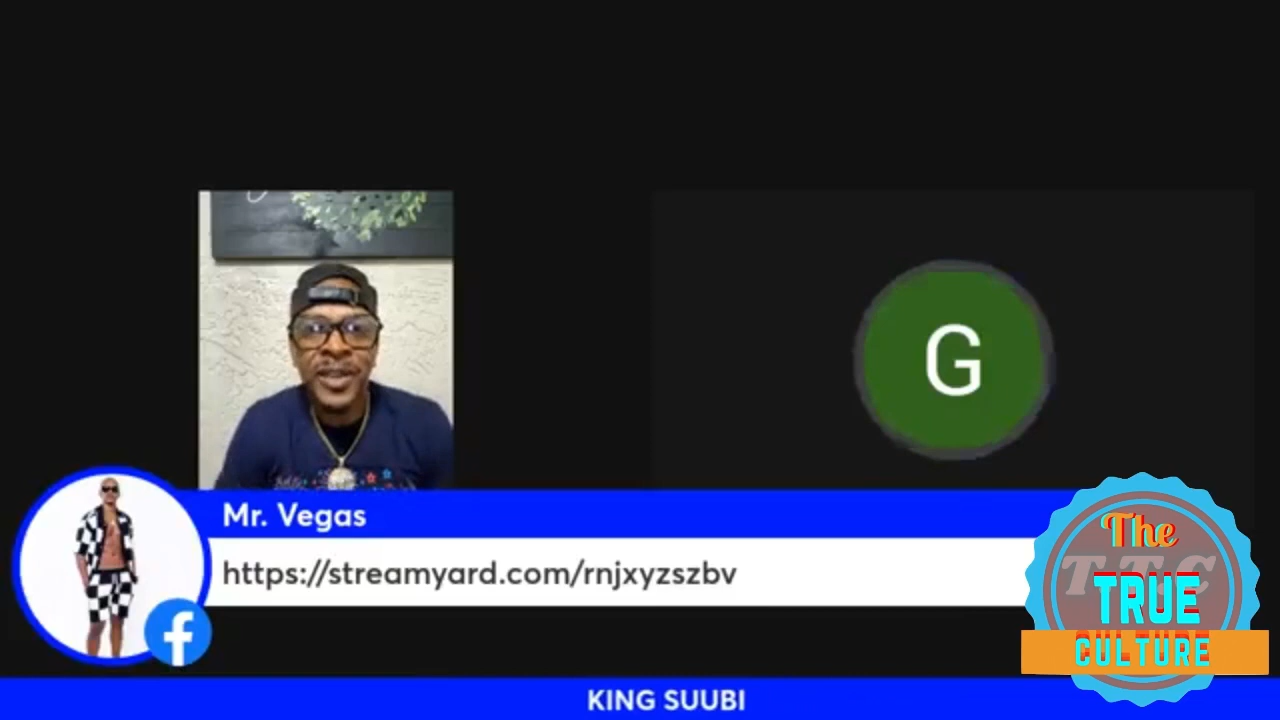 G
Mr. Vegas
https://streamyard.com/rnjxyzszbv
The
T.T.C
TRUE
CULTURE
KING SUUBI